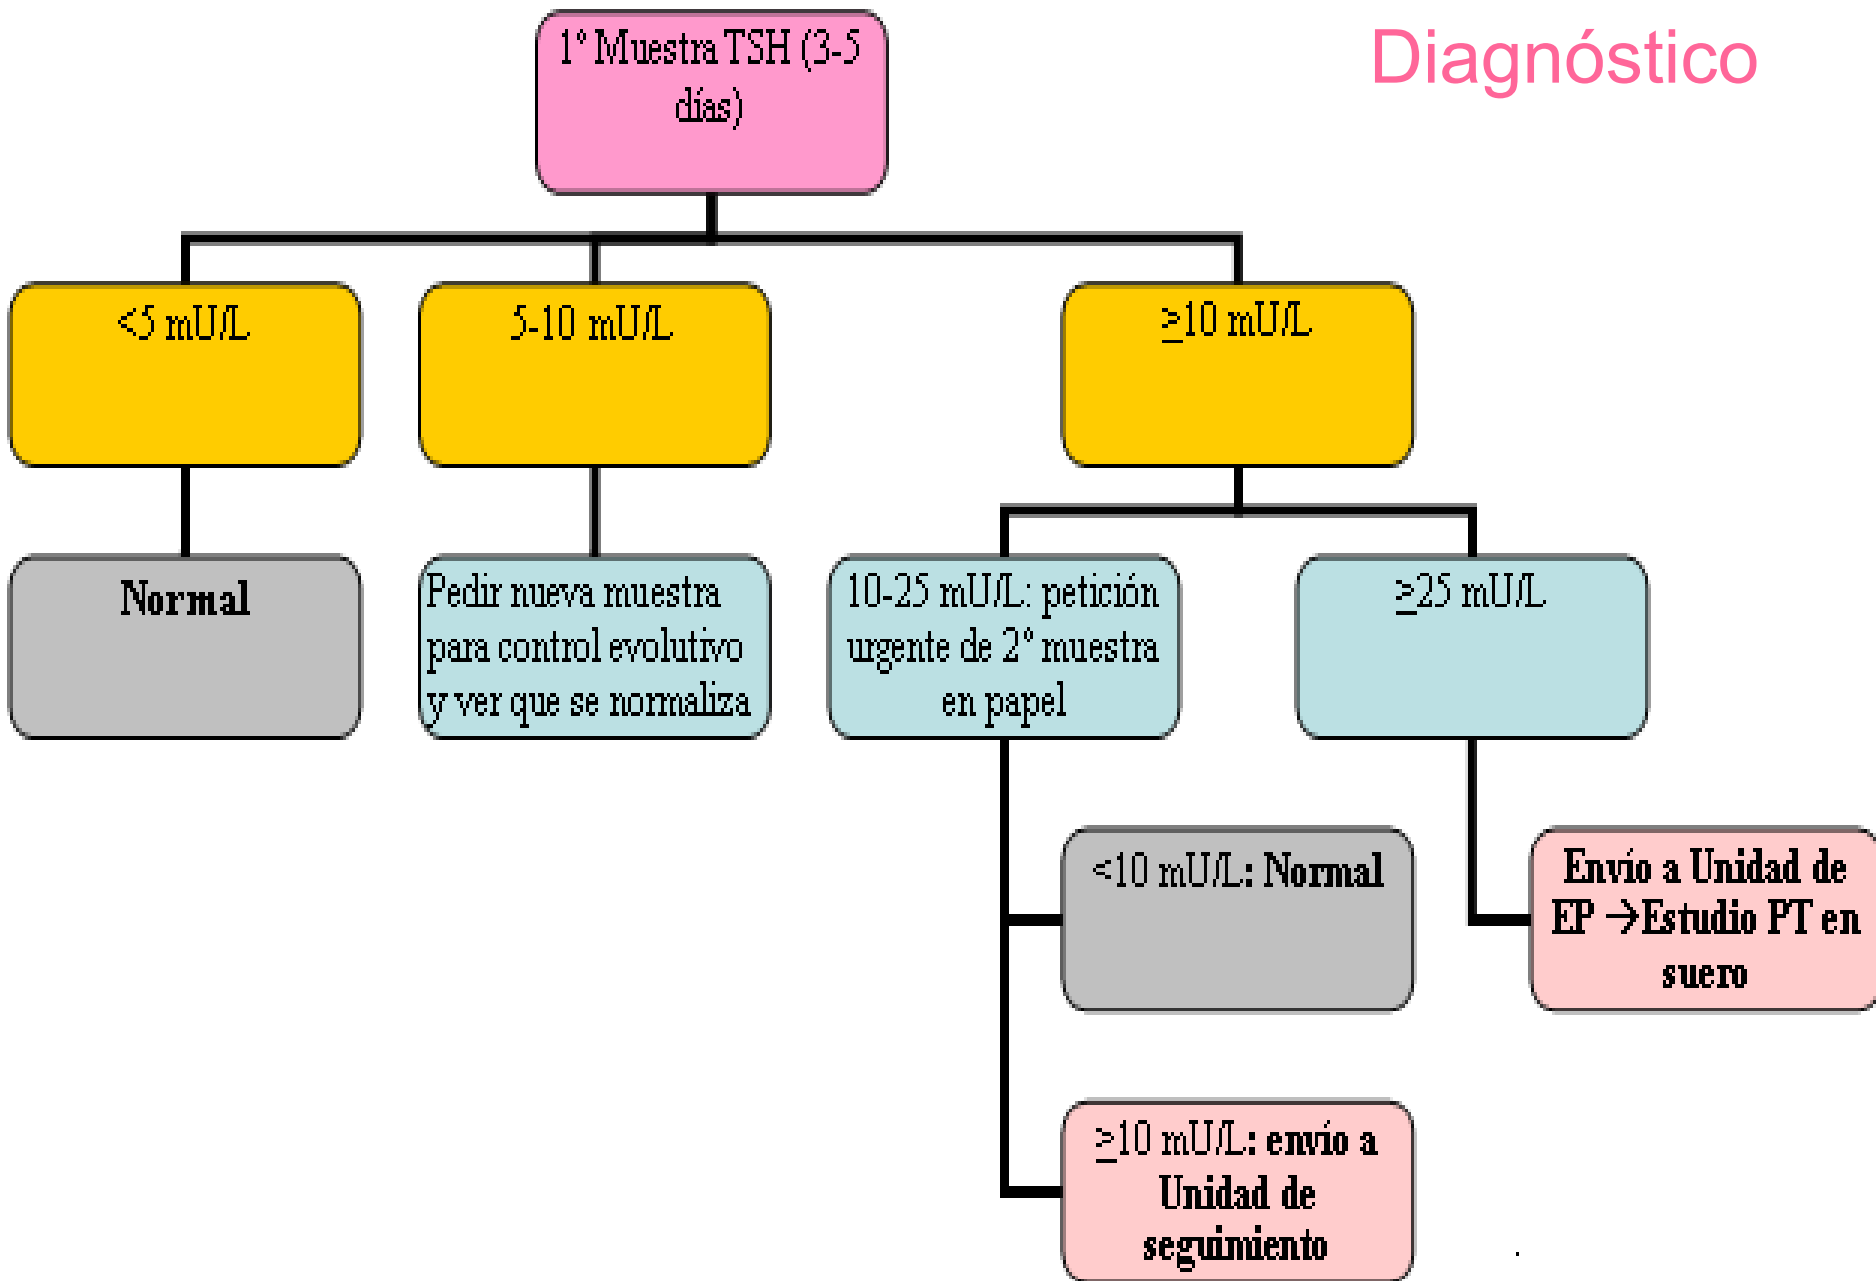 Diagnóstico
1º Muestra TSH (3-5
días)
<5 mU/L
5-10 mU/L
≥10 mU/L
Normal
Pedir nueva muestra
para control evolutivo
y ver que se normaliza
10-25 mU/L: petición
urgente de 2º muestra
en papel
≥25 mU/L
<10 mU/L: Normal
Envío a Unidad de
EP →Estudio PT en
suero
≥10 mU/L: envío a
Unidad de
seguimiento
.